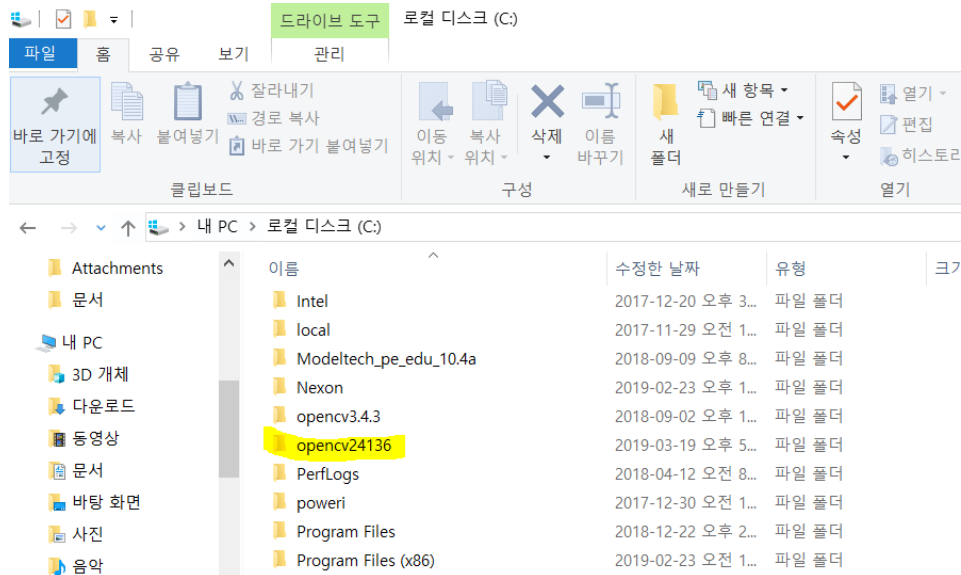 드라이브 도구 로컬 디스크 (C:)
파일 홈 공유 보기 관리
바로 가기에 고정
복사
붙여넣기
잘라내기
경로 복사
바로 가기 붙여넣기
클립보드
이동 위치
복사 위치
삭제
이름 바꾸기
구성
새 폴더
새 항목
빠른 연결
새로 만들기
속성
열기
편집
히스토리
열기
내 PC > 로컬 디스크 (C:)
Attachments
문서
내 PC
3D 개체
다운로드
동영상
문서
바탕 화면
사진
음악
이름 수정한 날짜 유형 크기
Intel 2017-12-20 오후 3... 파일 폴더
local 2017-11-29 오전 1... 파일 폴더
Modeltech_pe_edu_10.4a 2018-09-09 오후 8... 파일 폴더
Nexon 2019-02-23 오후 1... 파일 폴더
opencv3.4.3 2018-09-02 오후 1... 파일 폴더
opencv24136 2019-03-19 오후 5... 파일 폴더
PerfLogs 2018-04-12 오전 8... 파일 폴더
poweri 2017-12-30 오전 1... 파일 폴더
Program Files 2018-12-22 오후 2... 파일 폴더
Program Files (x86) 2019-02-23 오전 1... 파일 폴더